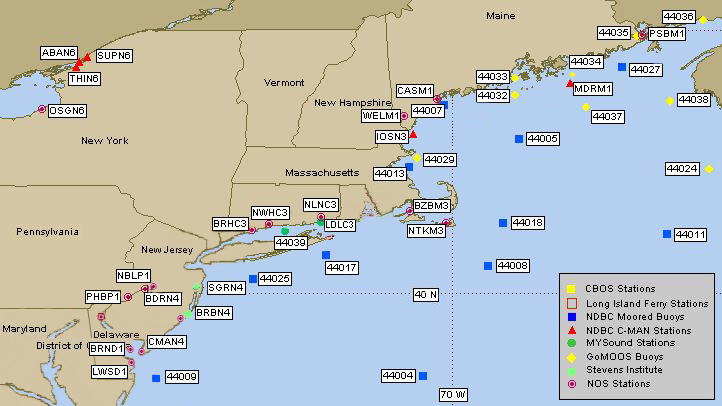 Maine
44036
44035
PSBM1
ABAN6
SUPN6
THIN6
44034
44027
44033
MDRM1
Vermont
CASM1
44032
44038
New Hampshire
44007
OSGN6
WELM1
44037
New York
IOSN3
44005
44029
44013
Massachusetts
44024
NLNC3
BZBM3
NWHC3
BRHC3
LDLC3
NTKM3
44018
Pennsylvania
44039
44011
New Jersey
44017
44008
NBLP1
44025
SGRN4
PHBP1
BDRN4
40 N
BRBN4
Maryland
Delaware
District of
CMAN4
BRND1
LWSD1
44009
44004
70 W
CBOS Stations
Long Island Ferry Stations
NDBC Moored Buoys
NDBC C-MAN Stations
MYSound Stations
GoMOOS Buoys
Stevens Institute
NOS Stations